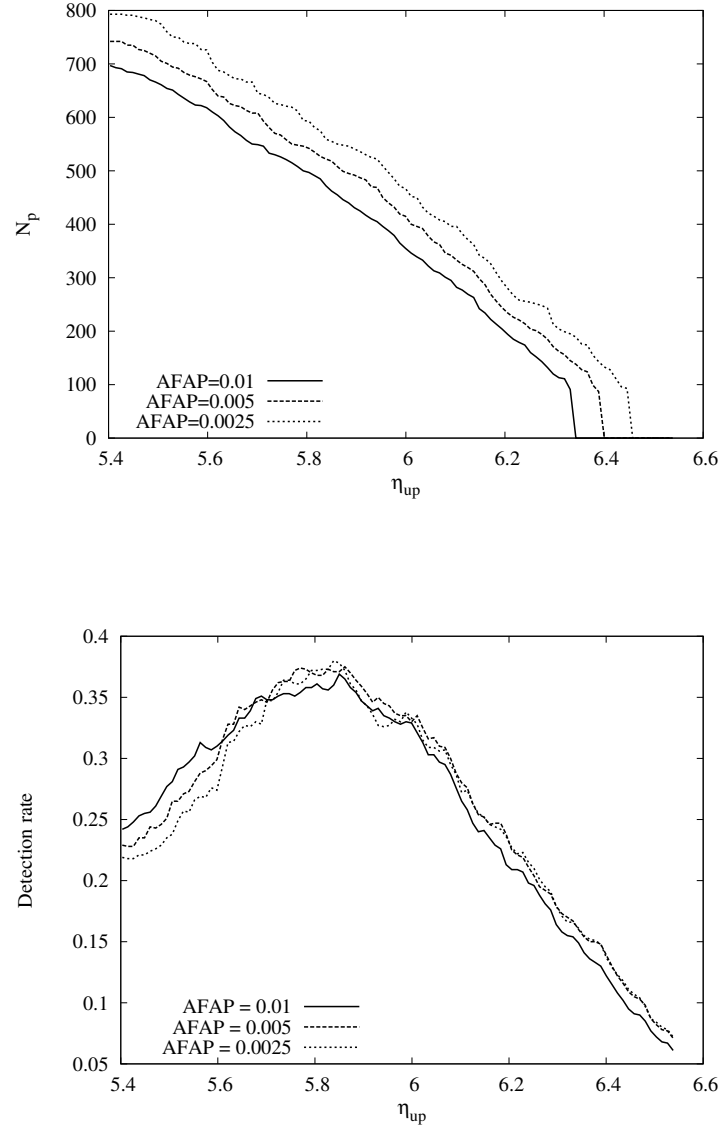 800
700
600
500
400
300
200
100
0
N_p
AFAP=0.01
AFAP=0.005
AFAP=0.0025
5.4 5.6 5.8 6 6.2 6.4 6.6
η_up
0.4
0.35
0.3
0.25
0.2
0.15
0.1
0.05
Detection rate
AFAP = 0.01
AFAP = 0.005
AFAP = 0.0025
5.4 5.6 5.8 6 6.2 6.4 6.6
η_up